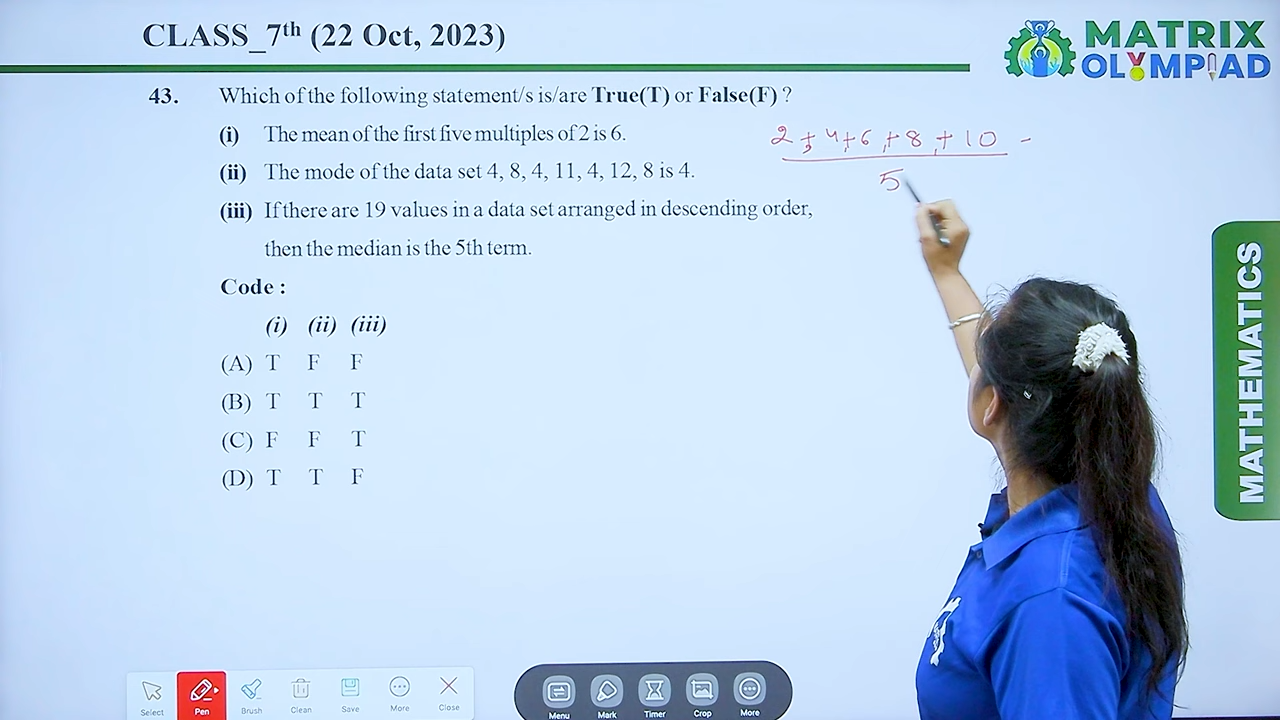 CLASS_7th (22 Oct, 2023)
MATRIX
OLYMPIAD
43. Which of the following statement/s is/are True(T) or False(F) ?
(i) The mean of the first five multiples of 2 is 6.
2 + 4 + 6 + 8 + 10 -
5
(ii) The mode of the data set 4, 8, 4, 11, 4, 12, 8 is 4.
(iii) If there are 19 values in a data set arranged in descending order,
then the median is the 5th term.
Code :
(i) (ii) (iii)
(A) T F F
(B) T T T
(C) F F T
(D) T T F
MATHEMATICS
Select Pen Brush Clean Save More Close
Menu Mark Timer Crop More